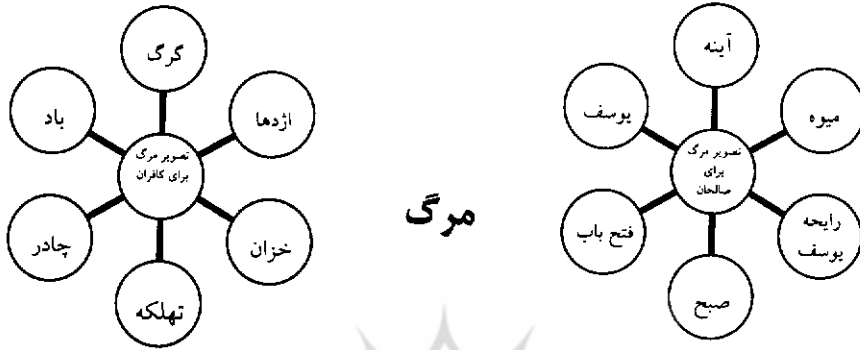 آینه
میوه
یوسف
تصویر مرگ
برای
صالحان
رایحه
یوسف
فتح باب
صبح
مرگ
گرگ
اژدها
باد
تصویر مرگ
برای کافران
خزان
چادر
تهلکه